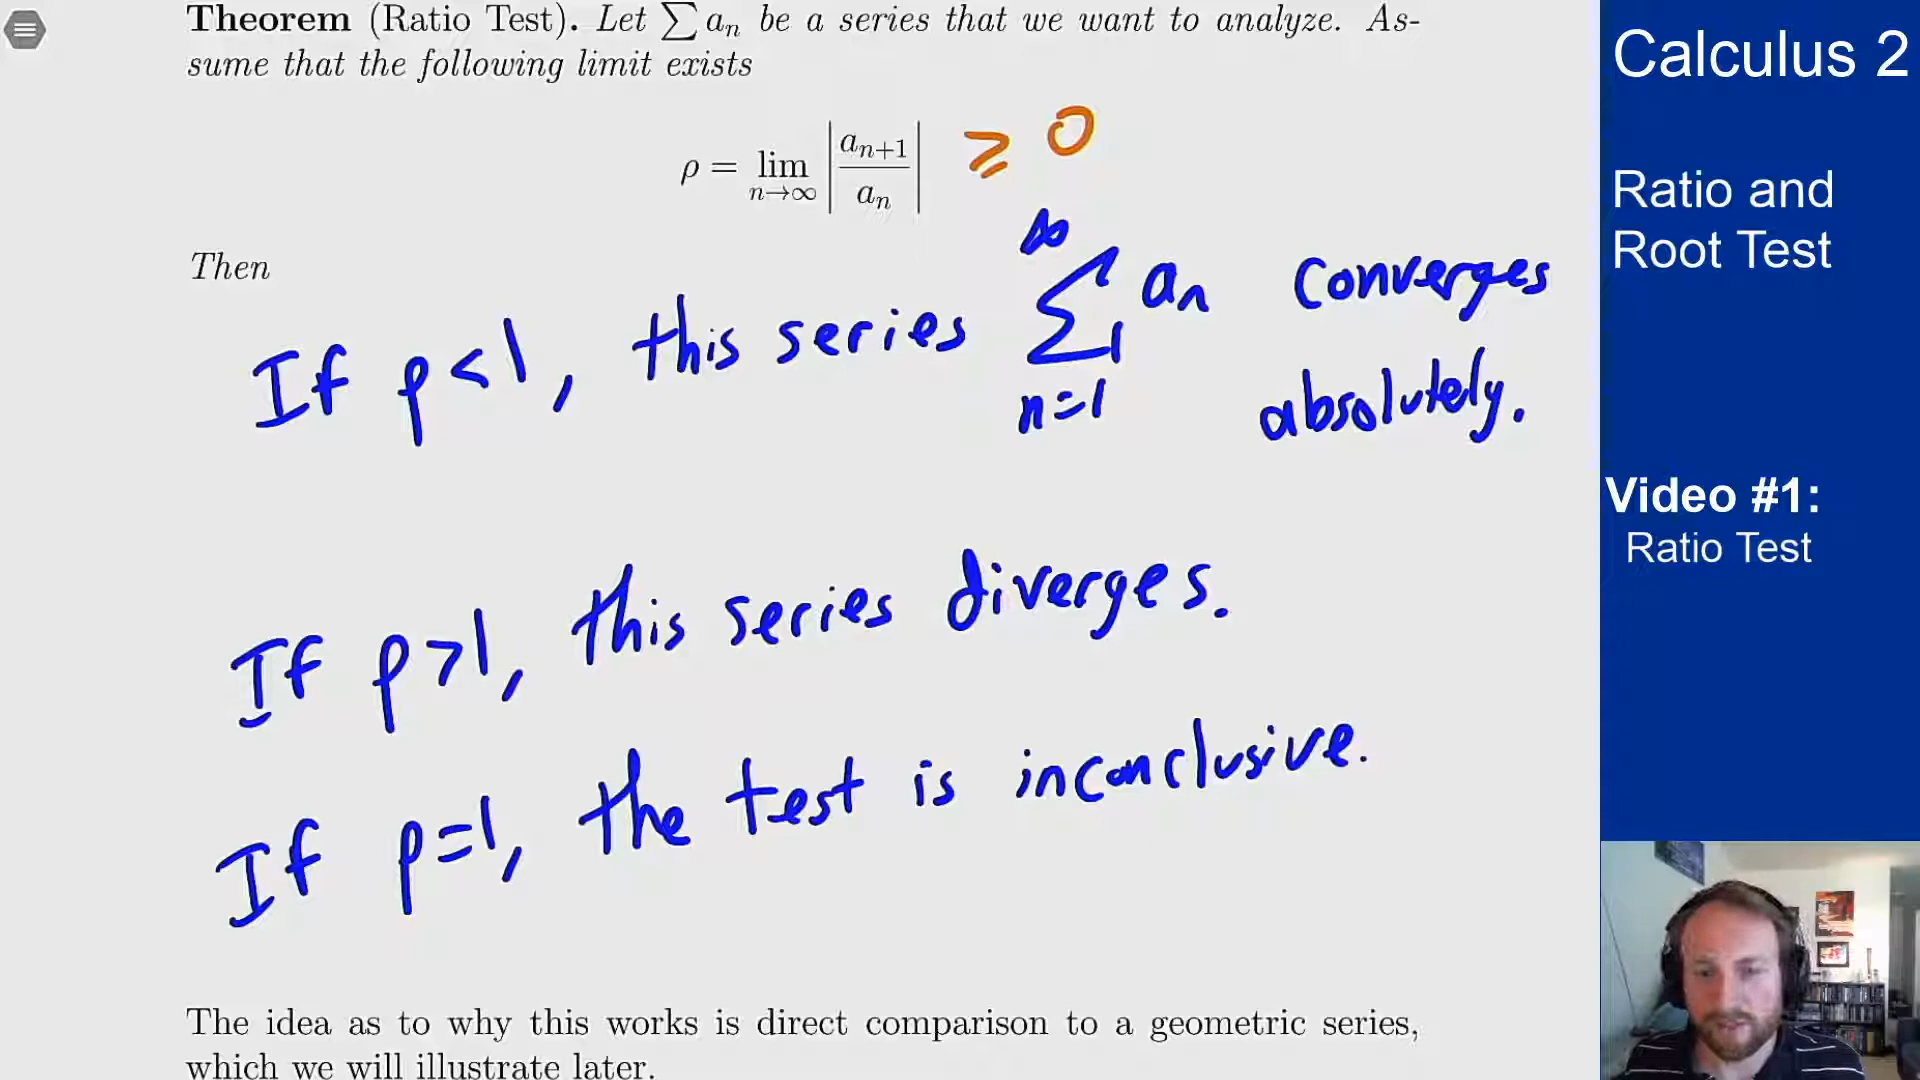 Theorem (Ratio Test). Let ∑ aₙ be a series that we want to analyze. As-
sume that the following limit exists
ρ = lim n→∞ |aₙ₊₁ / aₙ| ≥ 0
Then
If ρ<1, this series ∑ n=1 ∞ aₙ converges
absolutely.
If ρ>1, this series diverges.
If ρ=1, the test is inconclusive.
The idea as to why this works is direct comparison to a geometric series,
which we will illustrate later.
Calculus 2
Ratio and
Root Test
Video #1:
Ratio Test